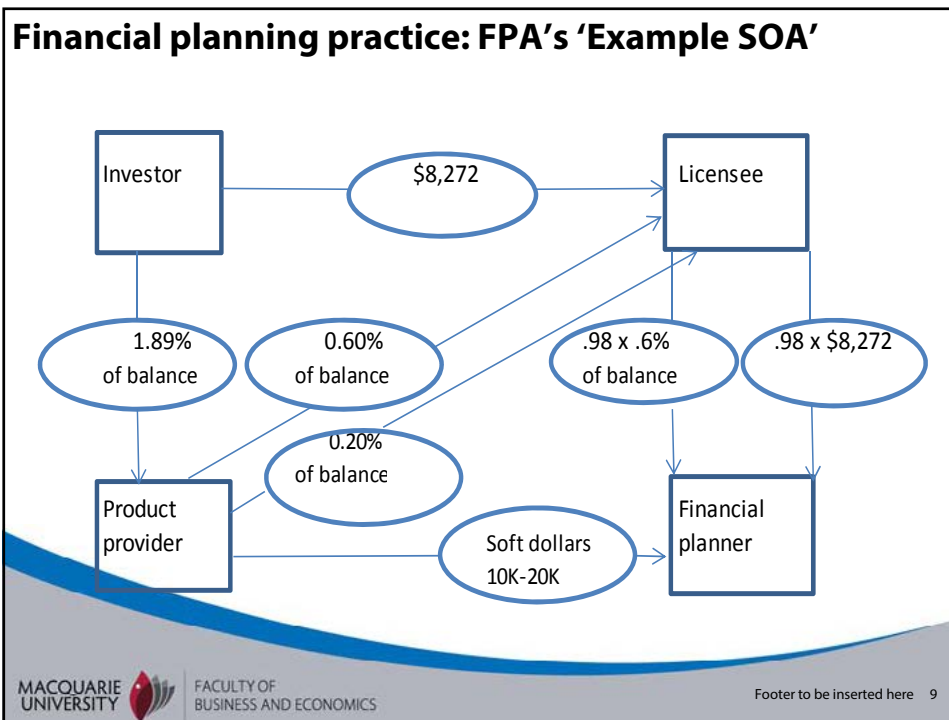 Financial planning practice: FPA's 'Example SOA'
Investor
$8,272
Licensee
1.89%
of balance
0.60%
of balance
.98 x .6%
of balance
.98 x $8,272
0.20%
of balance
Product
provider
Soft dollars
10K-20K
Financial
planner
MACQUARIE
UNIVERSITY
FACULTY OF
BUSINESS AND ECONOMICS
Footer to be inserted here 9